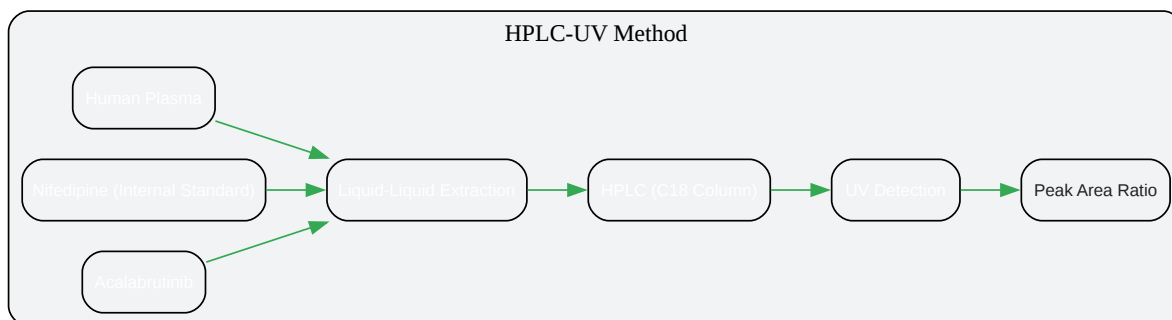 HPLC-UV Method
Human Plasma
Nifedipine (Internal Standard)
Acalabrutinib
Liquid-Liquid Extraction
HPLC (C18 Column)
UV Detection
Peak Area Ratio